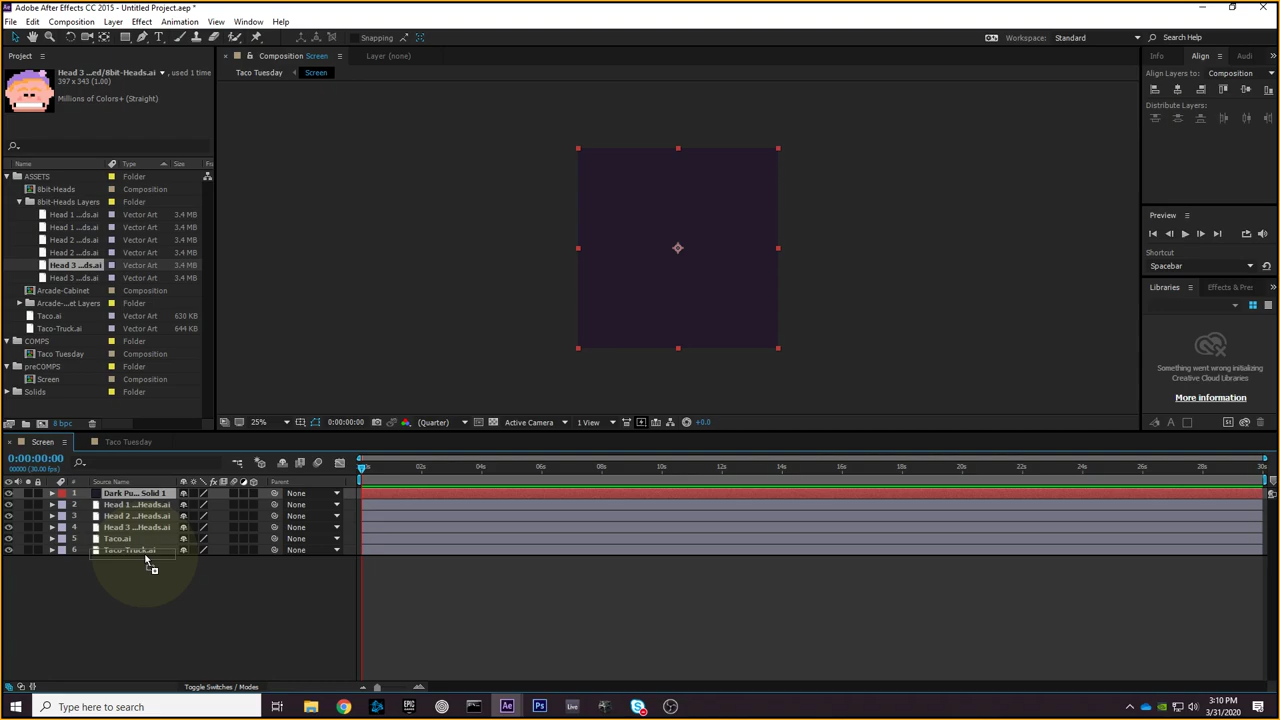 Adobe After Effects CC 2015 - Untitled Project.aep *
File Edit Composition Layer Effect Animation View Window Help
Snapping
Workspace: Standard
Search Help
Project
Composition Screen
Layer (none)
Info Align Audi
Head 3 ...ed/8bit-Heads.ai , used 1 time
397 x 343 (1.00)
Millions of Colors+ (Straight)
Taco Tuesday Screen
Align Layers to: Composition
Distribute Layers:
Name Type Size Fr
ASSETS Folder
8bit-Heads Composition
8bit-Heads Layers Folder
Head 1 ...ds.ai Vector Art 3.4 MB
Head 1 ...ds.ai Vector Art 3.4 MB
Head 2 ...ds.ai Vector Art 3.4 MB
Head 2 ...ds.ai Vector Art 3.4 MB
Head 3 ...ds.ai Vector Art 3.4 MB
Head 3 ...ds.ai Vector Art 3.4 MB
Arcade-Cabinet Composition
Arcade-...et Layers Folder
Taco.ai Vector Art 630 KB
Taco-Truck.ai Vector Art 644 KB
COMPS Folder
Taco Tuesday Composition
preCOMPS Folder
Screen Composition
Solids Folder
Preview
Shortcut
Spacebar
Libraries Effects & Pre
Something went wrong initializing
Creative Cloud Libraries
More information
8 bpc
25% 0:00:00:00 (Quarter) Active Camera 1 View +0.0
Screen Taco Tuesday
0:00:00:00
00000 (30.00 fps)
02s 04s 06s 08s 10s 12s 14s 16s 18s 20s 22s 24s 26s 28s 30s
# Source Name Parent
1 Dark Pu... Solid 1 None
2 Head 1 ...Heads.ai None
3 Head 2 ...Heads.ai None
4 Head 3 ...Heads.ai None
5 Taco.ai None
6 Taco-Truck.ai None
Toggle Switches / Modes
Type here to search
Ae Ps Live
3:10 PM
3/31/2020